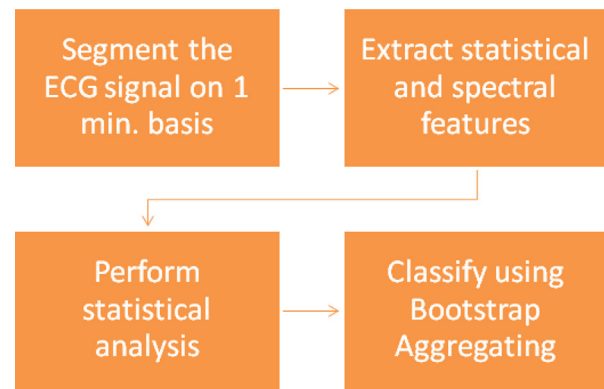 Segment the
ECG signal on 1
min. basis
Extract statistical
and spectral
features
Perform
statistical
analysis
Classify using
Bootstrap
Aggregating